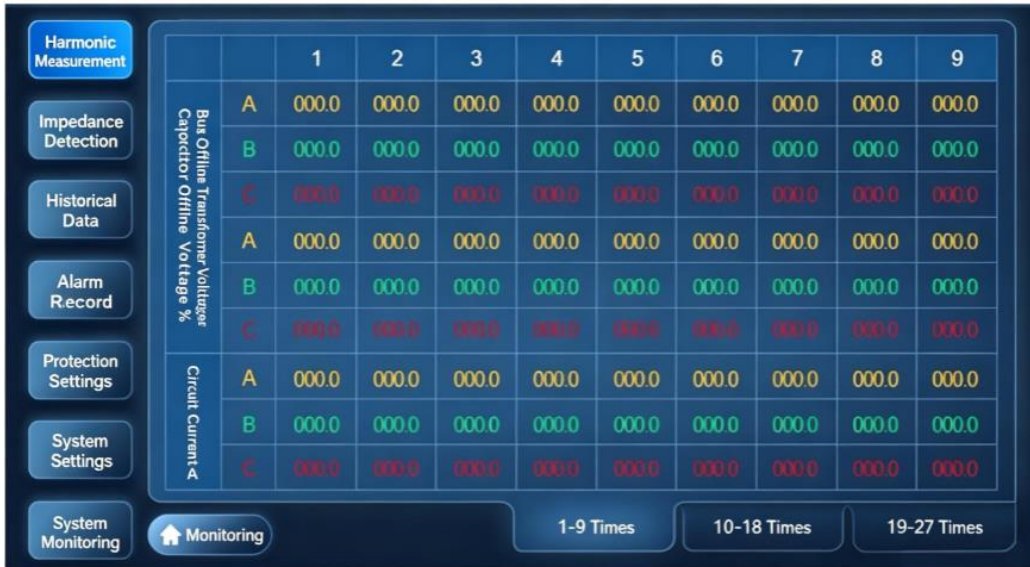 Harmonic
Measurement
Impedance
Detection
Historical
Data
Alarm
Record
Protection
Settings
System
Settings
System
Monitoring
1 2 3 4 5 6 7 8 9
Bus Offline Transfiomer Voltuger
Capoidtor Offiine Vottage %
A 000.0 000.0 000.0 000.0 000.0 000.0 000.0 000.0 000.0
B 000.0 000.0 000.0 000.0 000.0 000.0 000.0 000.0 000.0
C 000.0 000.0 000.0 000.0 000.0 000.0 000.0 000.0 000.0
A 000.0 000.0 000.0 000.0 000.0 000.0 000.0 000.0 000.0
B 000.0 000.0 000.0 000.0 000.0 000.0 000.0 000.0 000.0
C 000.0 000.0 000.0 000.0 000.0 000.0 000.0 000.0 000.0
Circuit Current A
A 000.0 000.0 000.0 000.0 000.0 000.0 000.0 000.0 000.0
B 000.0 000.0 000.0 000.0 000.0 000.0 000.0 000.0 000.0
C 000.0 000.0 000.0 000.0 000.0 000.0 000.0 000.0 000.0
Monitoring
1-9 Times
10-18 Times
19-27 Times